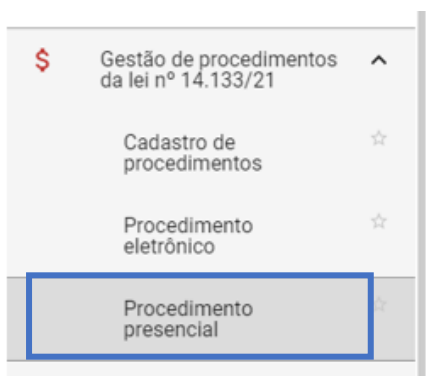 $ Gestão de procedimentos
da lei nº 14.133/21
Cadastro de
procedimentos
Procedimento
eletrônico
Procedimento
presencial